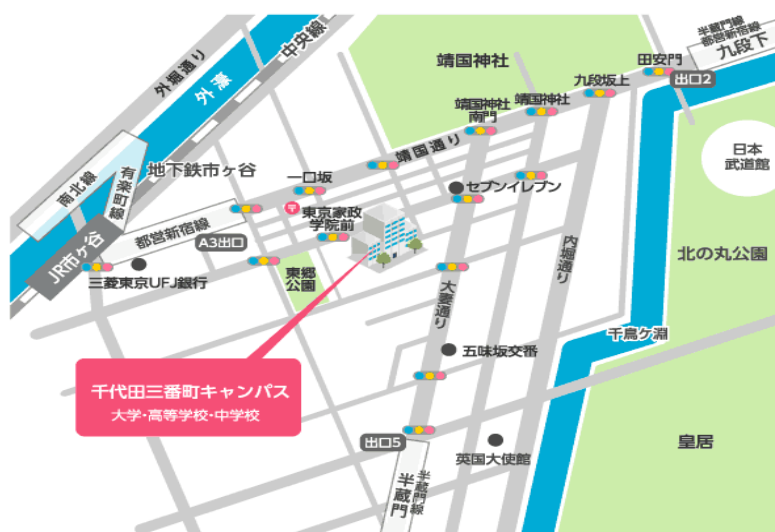 外堀通り
外濠
中央線
靖国神社
半蔵門線
都営新宿線
九段下
田安門
出口2
九段坂上
靖国神社
靖国神社
南門
靖国通り
日本
武道館
南北線
有楽町線
地下鉄市ヶ谷
一口坂
セブンイレブン
都営新宿線
A3出口
東京家政
学院前
JR市ヶ谷
三菱東京UFJ銀行
東郷
公園
大妻通り
内堀通り
北の丸公園
千鳥ケ淵
五味坂交番
千代田三番町キャンパス
大学・高等学校・中学校
出口5
英国大使館
皇居
半蔵門線
半蔵門